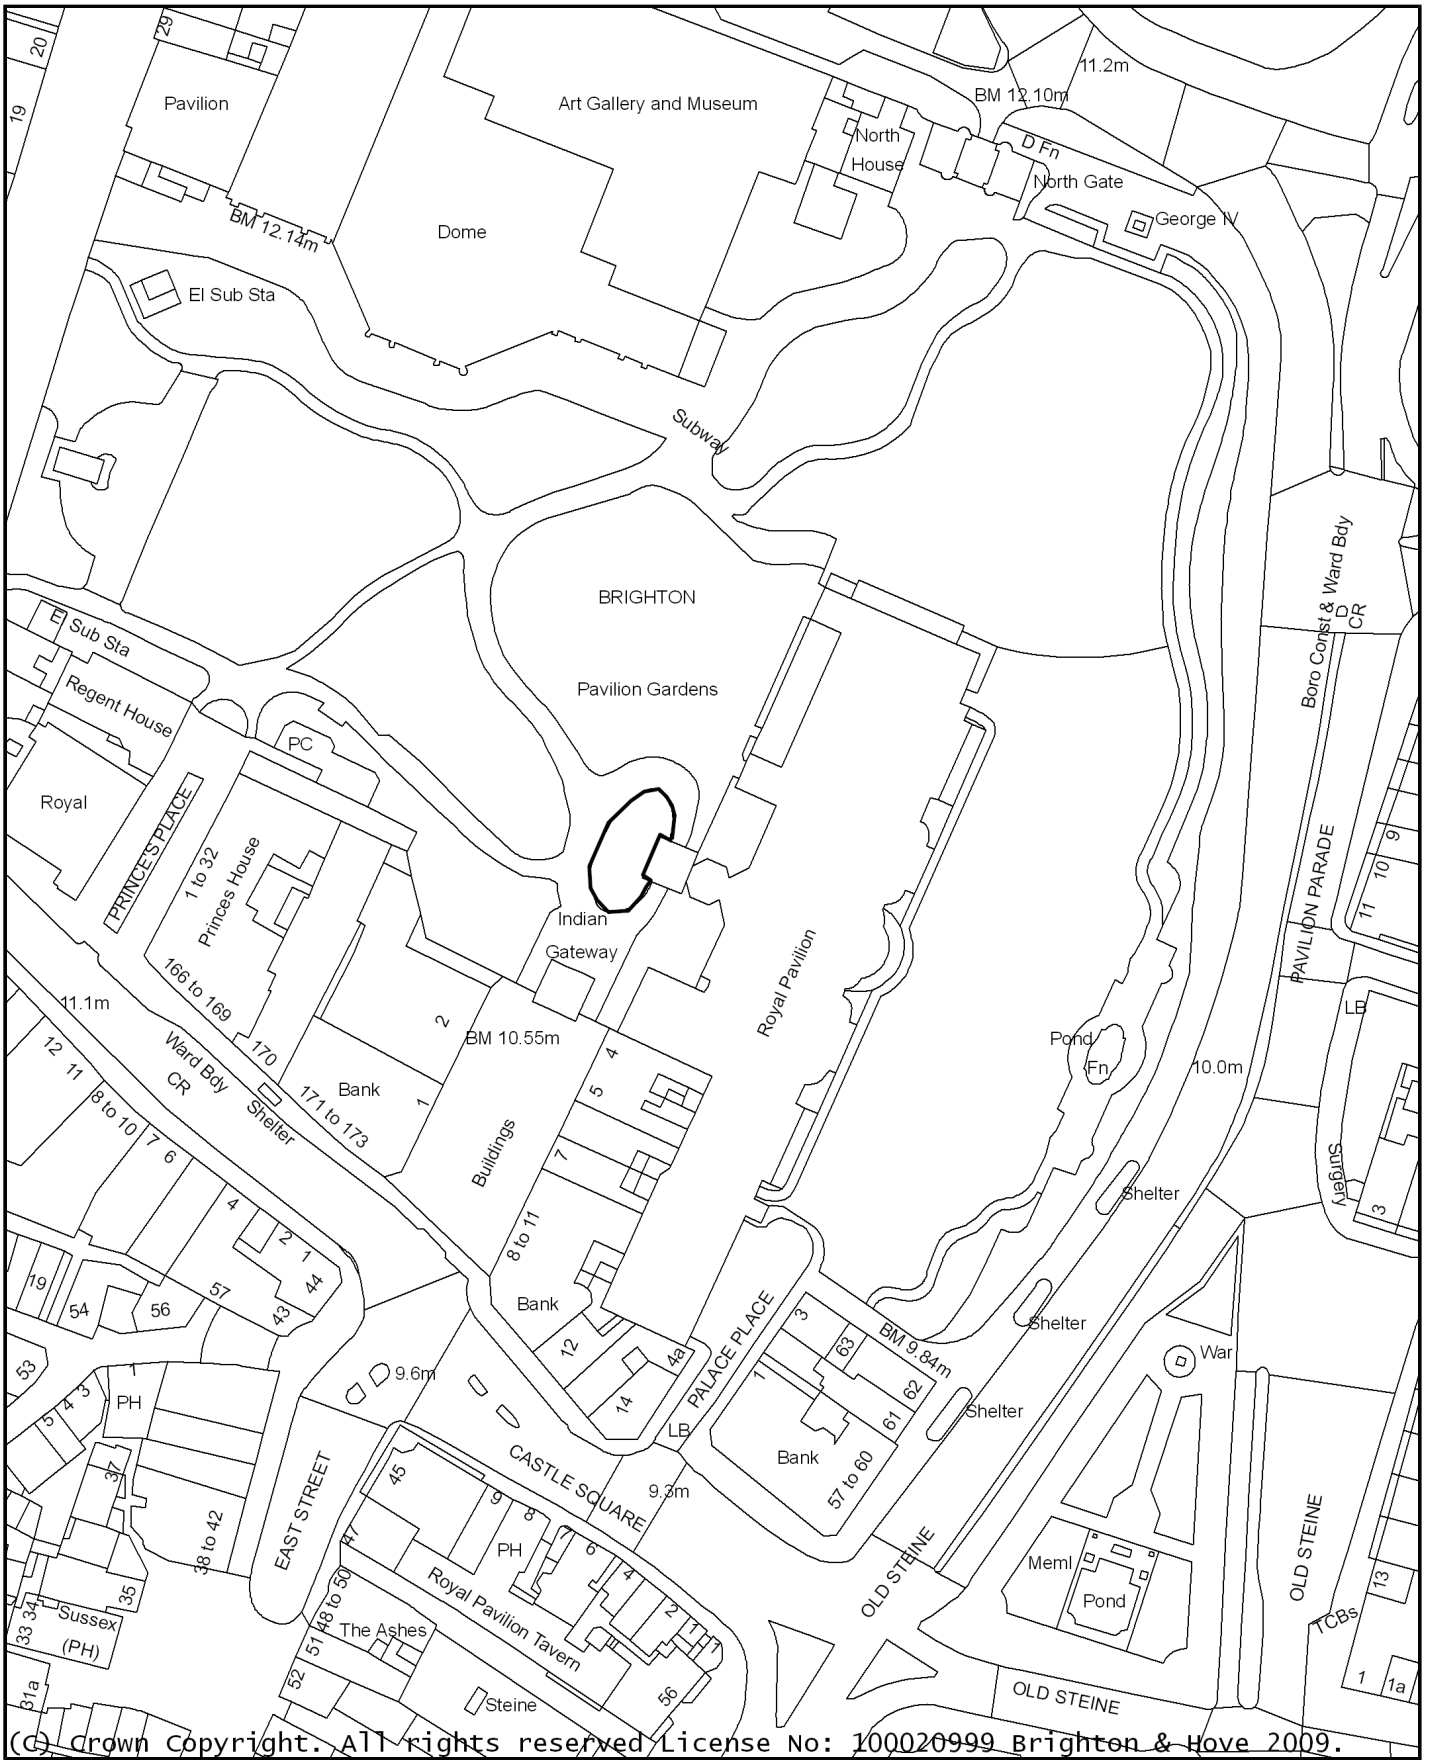 20
29
19
Pavilion
Art Gallery and Museum
11.2m
BM 12.10m
North
House
D Fn
North Gate
George IV
BM 12.14m
Dome
El Sub Sta
Subway
BRIGHTON
Pavilion Gardens
Boro Const & Ward Bdy
D
CR
El Sub Sta
Regent House
PC
Royal
PRINCE'S PLACE
1 to 32
Princes House
166 to 169
170
171 to 173
Indian
Gateway
Royal Pavilion
PAVILION PARADE
9
10
11
LB
11.1m
Ward Bdy
CR
Shelter
12
11
8 to 10
7
6
4
2
1
44
43
57
2
BM 10.55m
Bank
1
Buildings
4
5
7
8 to 11
Bank
12
14
4a
LB
PALACE PLACE
Pond
Fn
10.0m
Shelter
Surgery
3
Shelter
BM 9.84m
War
Shelter
3
63
62
61
1
Bank
57 to 60
19
54
56
53
1
3
4
5
PH
37
38 to 42
9.6m
CASTLE SQUARE
9.3m
EAST STREET
45
47
9
8
7
6
4
2
1
1
PH
Royal Pavilion Tavern
48 to 50
The Ashes
51
52
Steine
56
35
34
33
Sussex
(PH)
31a
OLD STEINE
Meml
Pond
OLD STEINE
TCBs
13
1
1a
OLD STEINE
(c) Crown Copyright. All rights reserved License No: 100020999 Brighton & Hove 2009.